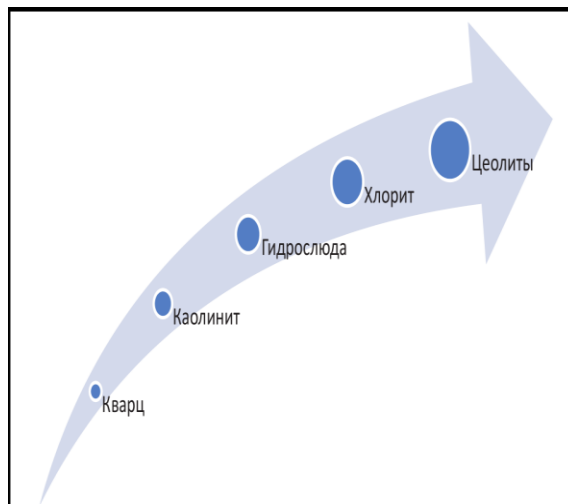 Цеолиты
Хлорит
Гидрослюда
Каолинит
Кварц